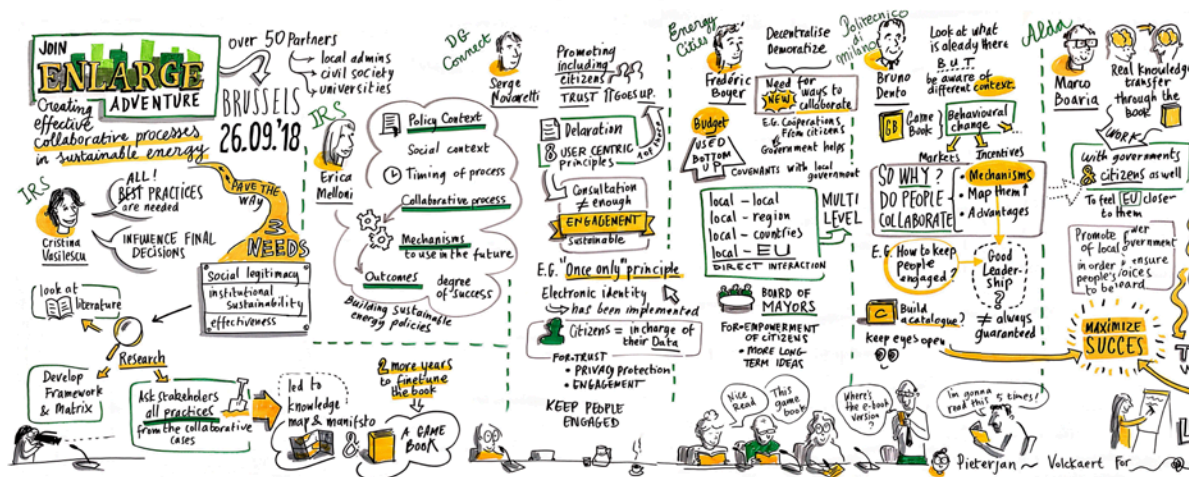 JOIN
ENLARGE
ADVENTURE
Creating
effective
collaborative processes
in sustainable energy
over 50 Partners
local admins
civil society
universities
BRUSSELS
26.09.'18
IRS
Cristina
Vasilescu
ALL!
BEST PRACTICES
are needed
INFLUENCE FINAL
DECISIONS
PAVE THE
WAY
3
NEEDS
Social legitimacy
institutional
sustainability
effectiveness
look at
literature
Research
Develop
Framework
& Matrix
Ask stakeholders
all practices
from the collaborative
cases
led to
knowledge
map & manifsto
&
2 more years to
finetune
the book
A GAME
BOOK
IRS
Erica
Melloni
Policy Context
Social context
Timing of process
Collaborative process
Mechanisms
to use in the future
Outcomes
degree
of success
Building sustainable
energy policies
DG
Connect
Serge
Novaretti
Promoting
including
citizens
TRUST GOES UP.
Delaration
8 USER CENTRIC
principles
Consultation
≠
enough
ENGAGEMENT
Sustainable
E.G. "Once only" principle
Electronic identity
has been implemented
Citizens = in charge of
their Data
FOR TRUST
• PRIVACY protection
• ENGAGEMENT
KEEP PEOPLE
ENGAGED
Energy
Cities
Frédéric
Boyer
Decentralise
Democratize
Need for
NEW ways to
collaborate
E.G. Cooperations
From citizens
Government helps
Budget
USED
BOTTOM
UP
COVENANTS with local
government
local - local
local - region
local - countries
local - EU
DIRECT INTERACTION
MULTI
LEVEL
BOARD OF
MAYORS
FOR • EMPOWERMENT
OF CITIZENS
• MORE LONG
TERM IDEAS
Nice
Read
This
game
book!
Politecnico
di
milano
Bruno
Dento
Look at what
is already there
BUT
be aware of
different context.
GB
Game
Book?
Behavioural
change
Markets
Incentives
...
SO WHY?
DO PEOPLE
COLLABORATE
• Mechanisms
• Map them
• Advantages
E.G. How to keep
people
engaged?
Good
Leader-
ship
?
≠ always
guaranteed
C
Build
a catalogue?
Keep eyes open
Where's
the e-book
version
?
I'm gonna
read this 5 times!
Alda
Marco
Boaria
Real knowledge
transfer
through the
book
WORK
with governments
& citizens as well
To feel EU closer
to them
Promote
of local
in order
people's
to be
MAXIMIZE
SUCCES
Pieterjan ~ Volckaert For